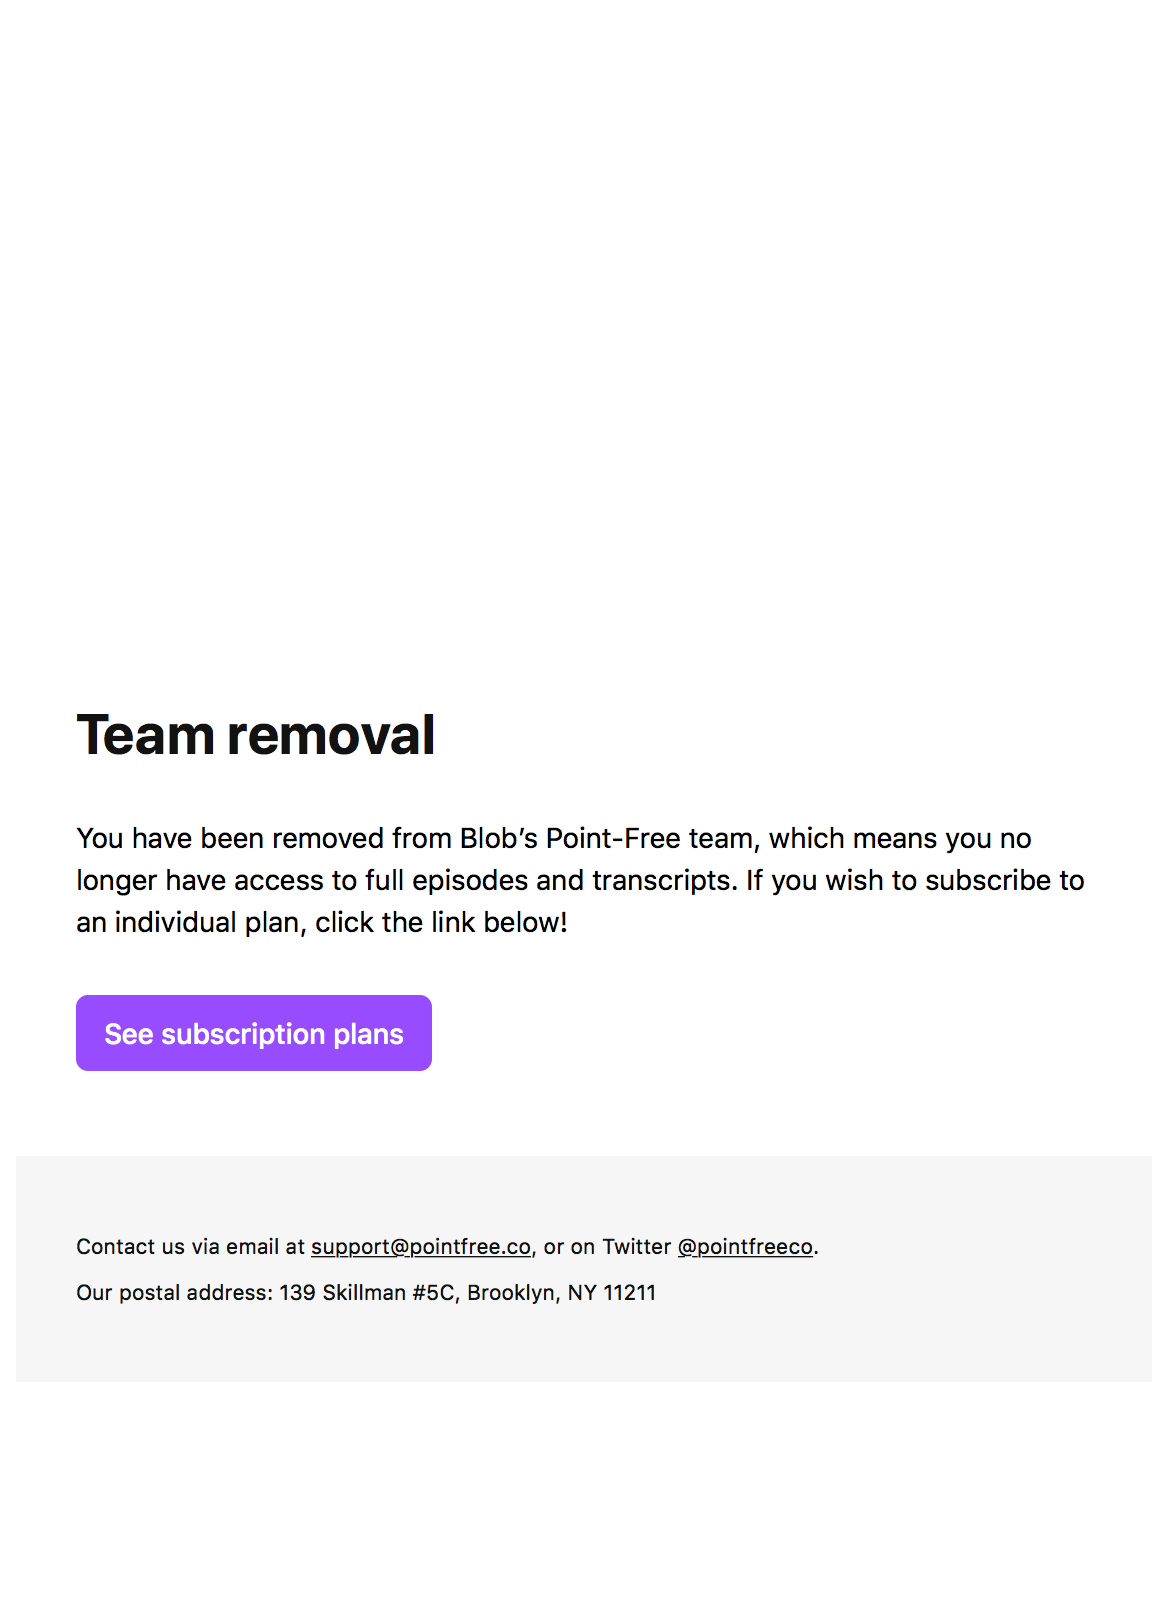 Team removal
You have been removed from Blob’s Point-Free team, which means you no
longer have access to full episodes and transcripts. If you wish to subscribe to
an individual plan, click the link below!
See subscription plans
Contact us via email at support@pointfree.co, or on Twitter @pointfreeco.
Our postal address: 139 Skillman #5C, Brooklyn, NY 11211